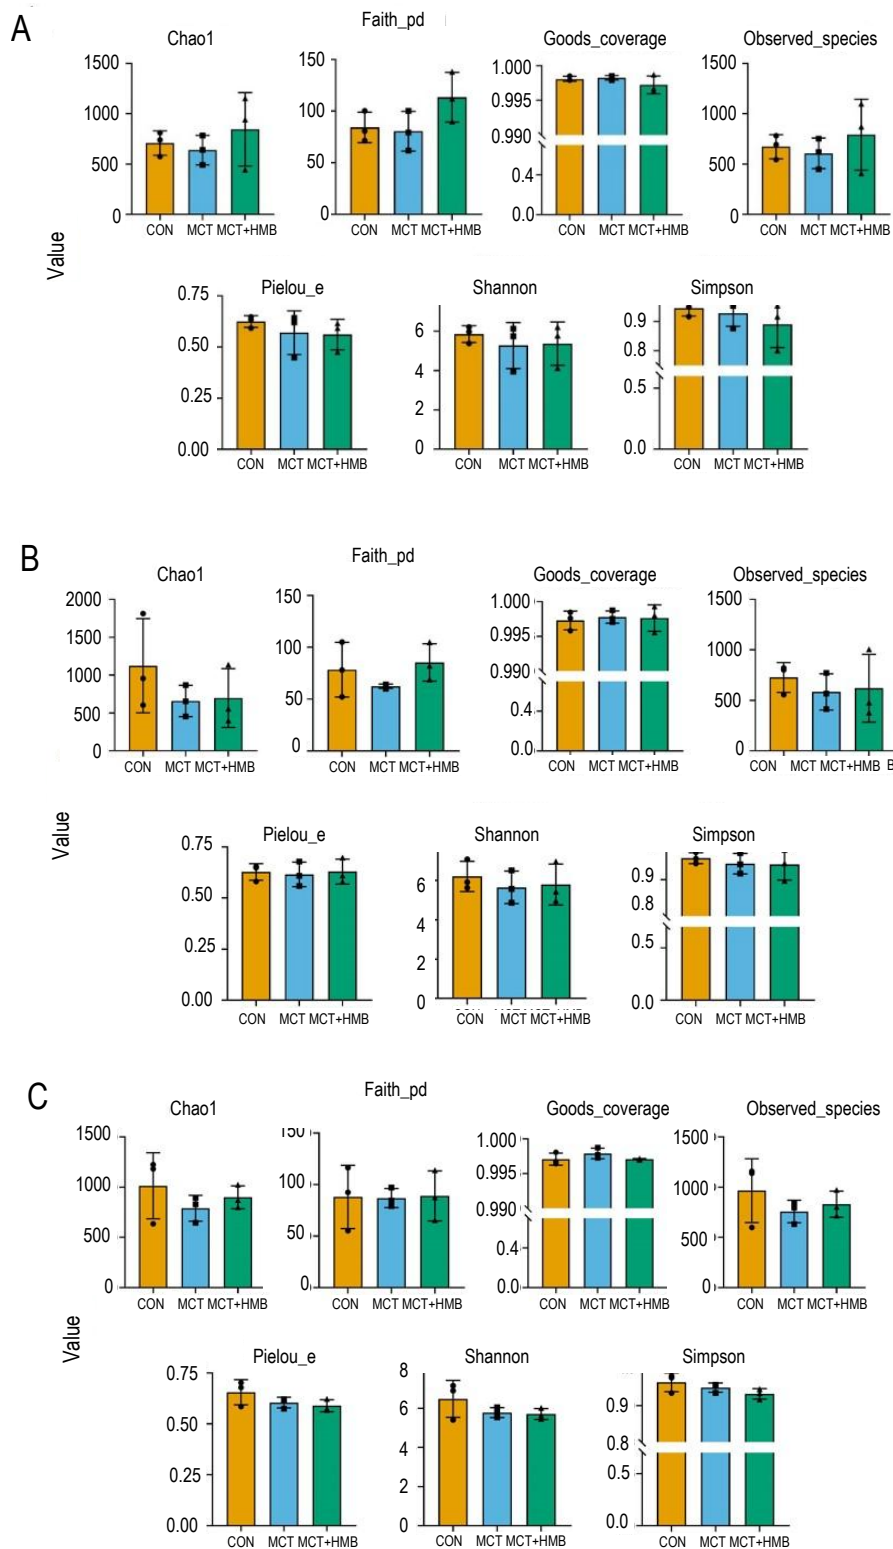 A
Chao1
1500
1000
500
0
CON MCT MCT+HMB
Faith_pd
150
100
50
0
CON MCT MCT+HMB
Goods_coverage
1.000
0.995
0.990
0.4
0.0
CON MCT MCT+HMB
Observed_species
1500
1000
500
0
CON MCT MCT+HMB
Value
Pielou_e
0.75
0.50
0.25
0.00
CON MCT MCT+HMB
Shannon
6
4
2
0
CON MCT MCT+HMB
Simpson
0.9
0.8
0.5
0.0
CON MCT MCT+HMB
B
Chao1
2000
1000
500
0
CON MCT MCT+HMB
Faith_pd
150
100
50
0
CON MCT MCT+HMB
Goods_coverage
1.000
0.995
0.990
0.4
0.0
CON MCT MCT+HMB
Observed_species
1500
1000
500
0
CON MCT MCT+HMB B
Value
Pielou_e
0.75
0.50
0.25
0.00
CON MCT MCT+HMB
Shannon
6
4
0
CON MCT MCT+HMB
Simpson
0.9
0.8
0.5
0.0
CON MCT MCT+HMB
C
Chao1
1500
1000
500
0
CON MCT MCT+HMB
Faith_pd
150
100
50
0
CON MCT MCT+HMB
Goods_coverage
1.000
0.995
0.990
0.4
0.0
CON MCT MCT+HMB
Observed_species
1500
1000
500
0
CON MCT MCT+HMB
Value
Pielou_e
0.75
0.50
0.25
0.00
CON MCT MCT+HMB
Shannon
8
6
4
2
0
CON MCT MCT+HMB
Simpson
0.9
0.8
0.5
0.0
CON MCT MCT+HMB